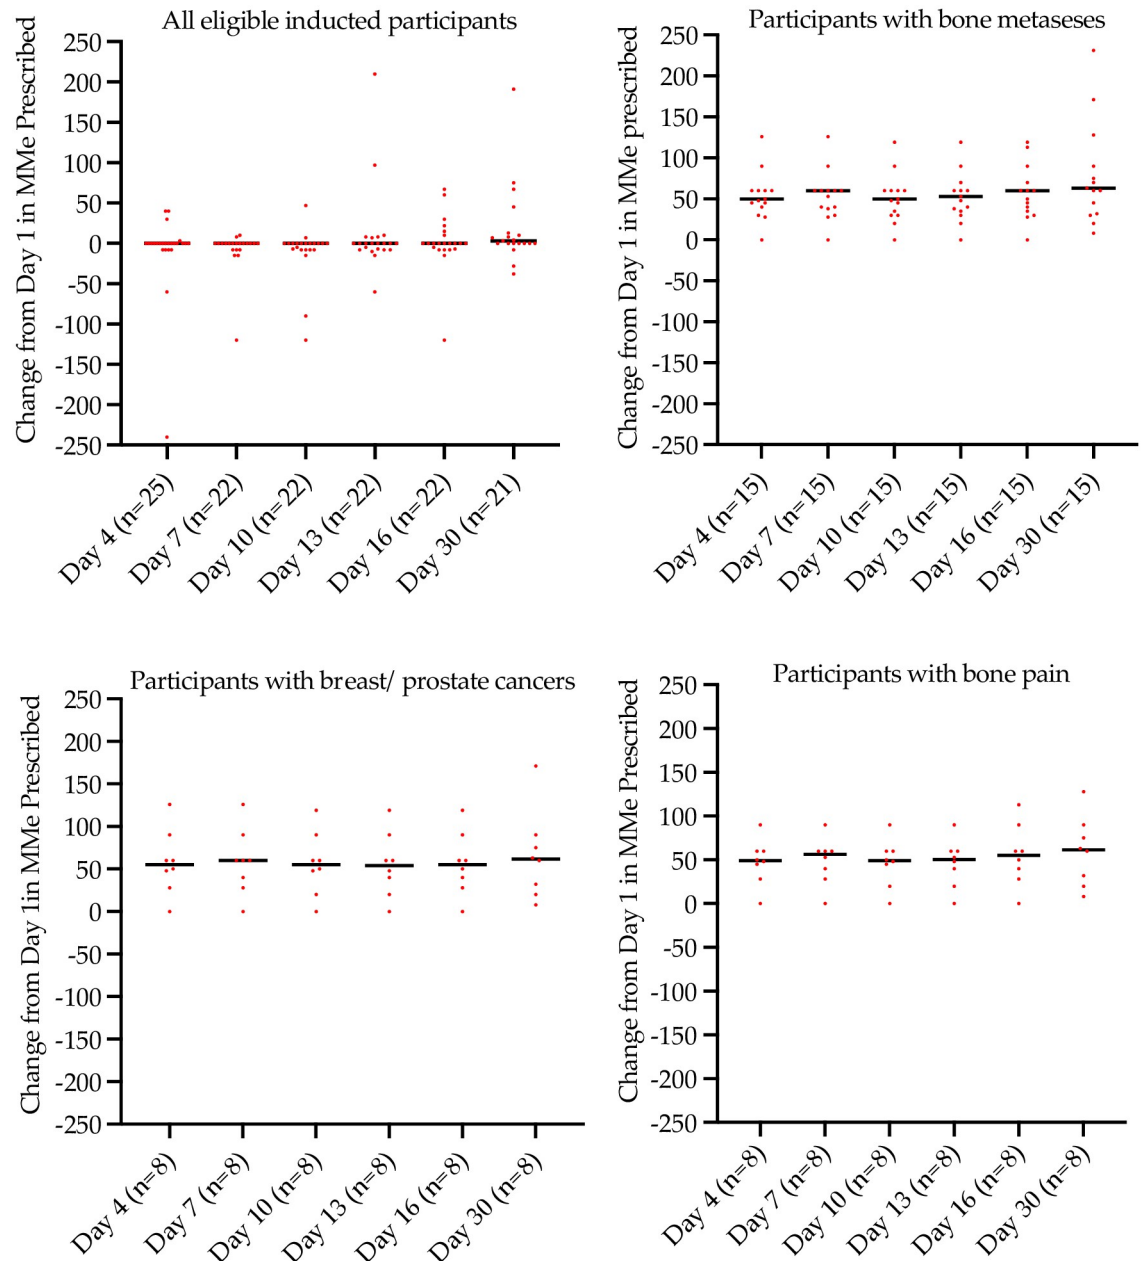 All eligible inducted participants
Change from Day 1 in MMe Prescribed
250
200
150
100
50
0
-50
-100
-150
-200
-250
Day 4 (n=25)
Day 7 (n=22)
Day 10 (n=22)
Day 13 (n=22)
Day 16 (n=22)
Day 30 (n=21)
Participants with bone metaseses
Change from Day 1 in MMe prescribed
250
200
150
100
50
0
-50
-100
-150
-200
-250
Day 4 (n=15)
Day 7 (n=15)
Day 10 (n=15)
Day 13 (n=15)
Day 16 (n=15)
Day 30 (n=15)
Participants with breast/ prostate cancers
Change from Day 1in MMe Prescribed
250
200
150
100
50
0
-50
-100
-150
-200
-250
Day 4 (n=8)
Day 7 (n=8)
Day 10 (n=8)
Day 13 (n=8)
Day 16 (n=8)
Day 30 (n=8)
Participants with bone pain
Change from Day 1 in MMe Prescribed
250
200
150
100
50
0
-50
-100
-150
-200
-250
Day 4 (n=8)
Day 7 (n=8)
Day 10 (n=8)
Day 13 (n=8)
Day 16 (n=8)
Day 30 (n=8)